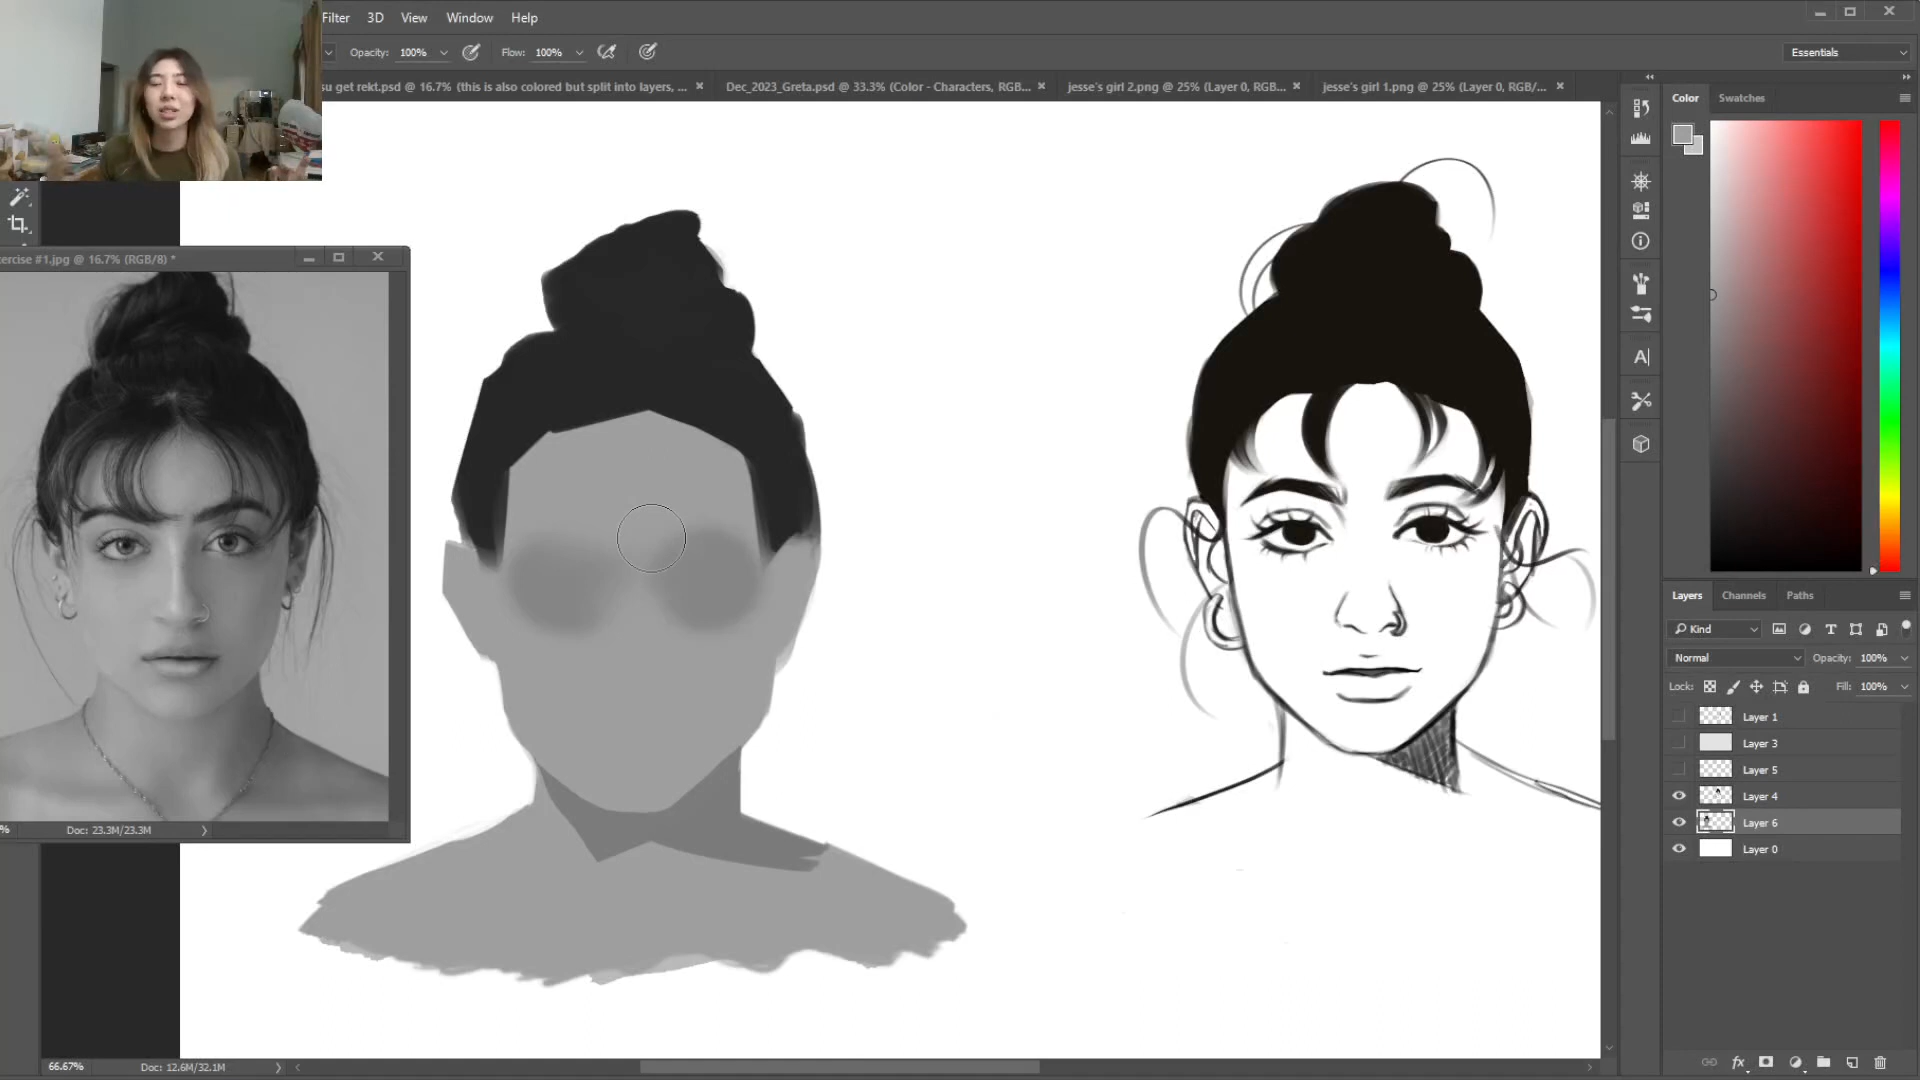 Filter 3D View Window Help
Opacity: 100% Flow: 100% Essentials
su get rekt.psd @ 16.7% (this is also colored but split into layers, ... Dec_2023_Greta.psd @ 33.3% (Color - Characters, RGB... jesse's girl 2.png @ 25% (Layer 0, RGB... jesse's girl 1.png @ 25% (Layer 0, RGB/...
Color Swatches
ercise #1.jpg @ 16.7% (RGB/8) *
% Doc: 23.3M/23.3M
Layers Channels Paths
Kind
Normal Opacity: 100%
Lock: Fill: 100%
Layer 1
Layer 3
Layer 5
Layer 4
Layer 6
Layer 0
66.67% Doc: 12.6M/32.1M